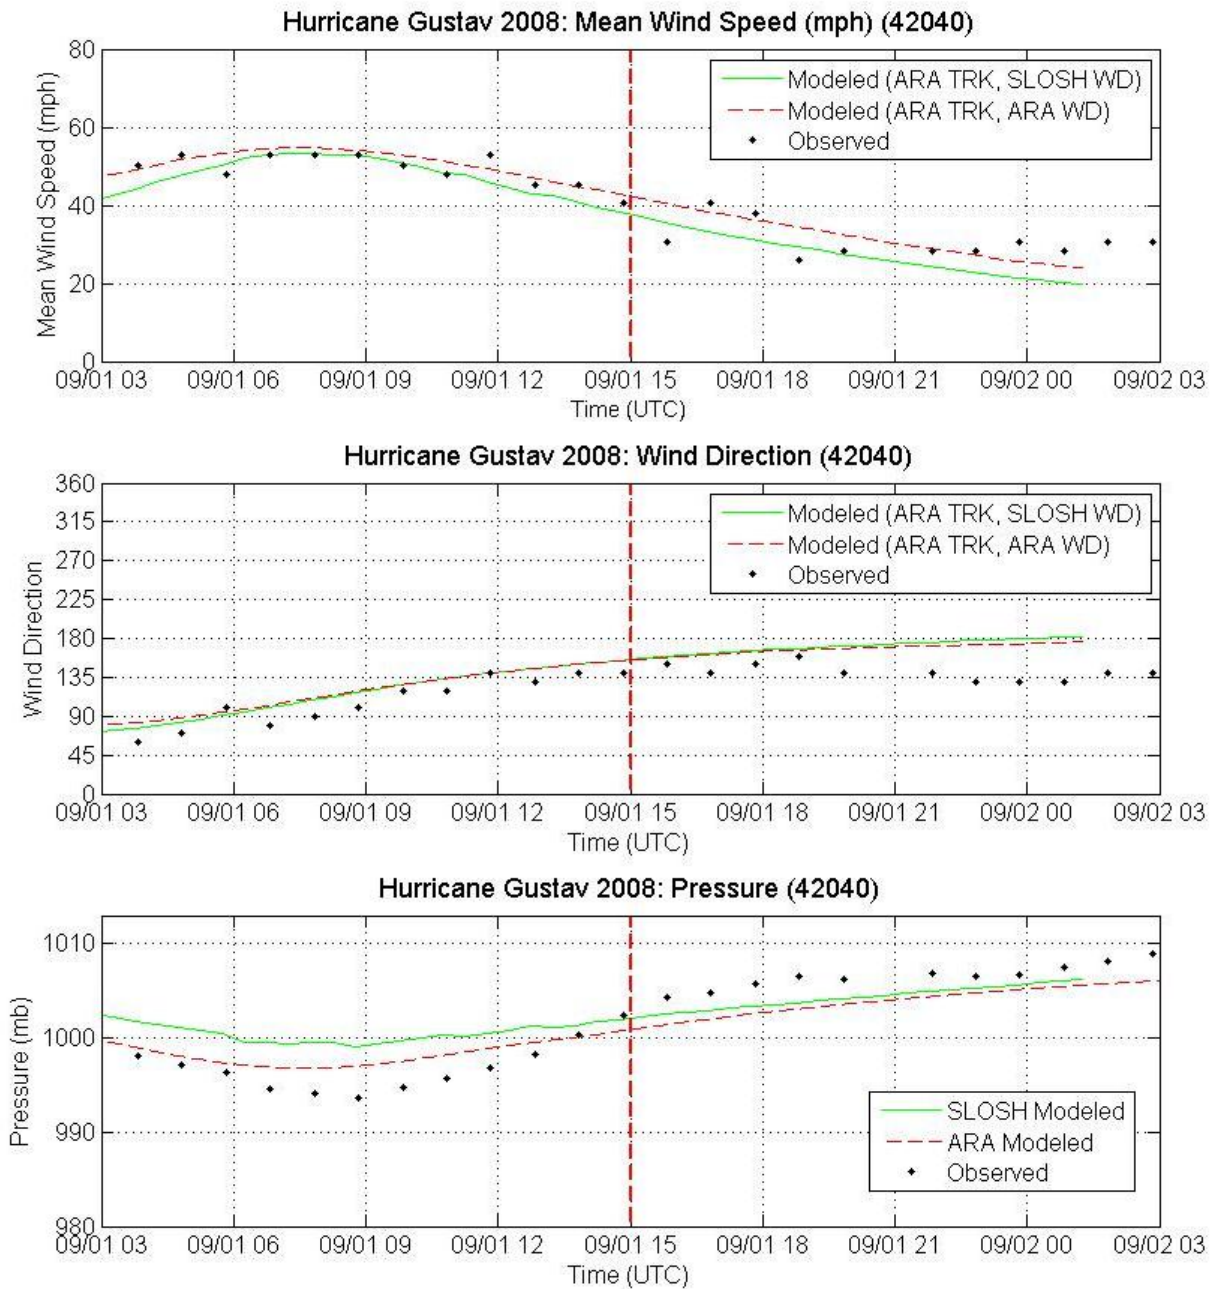 Hurricane Gustav 2008: Mean Wind Speed (mph) (42040)
80
60
40
20
0
Mean Wind Speed (mph)
Modeled (ARA TRK, SLOSH WD)
Modeled (ARA TRK, ARA WD)
Observed
09/01 03 09/01 06 09/01 09 09/01 12 09/01 15 09/01 18 09/01 21 09/02 00 09/02 03
Time (UTC)
Hurricane Gustav 2008: Wind Direction (42040)
360
315
270
225
180
135
90
45
0
Wind Direction
Modeled (ARA TRK, SLOSH WD)
Modeled (ARA TRK, ARA WD)
Observed
09/01 03 09/01 06 09/01 09 09/01 12 09/01 15 09/01 18 09/01 21 09/02 00 09/02 03
Time (UTC)
Hurricane Gustav 2008: Pressure (42040)
1010
1000
990
980
Pressure (mb)
SLOSH Modeled
ARA Modeled
Observed
09/01 03 09/01 06 09/01 09 09/01 12 09/01 15 09/01 18 09/01 21 09/02 00 09/02 03
Time (UTC)